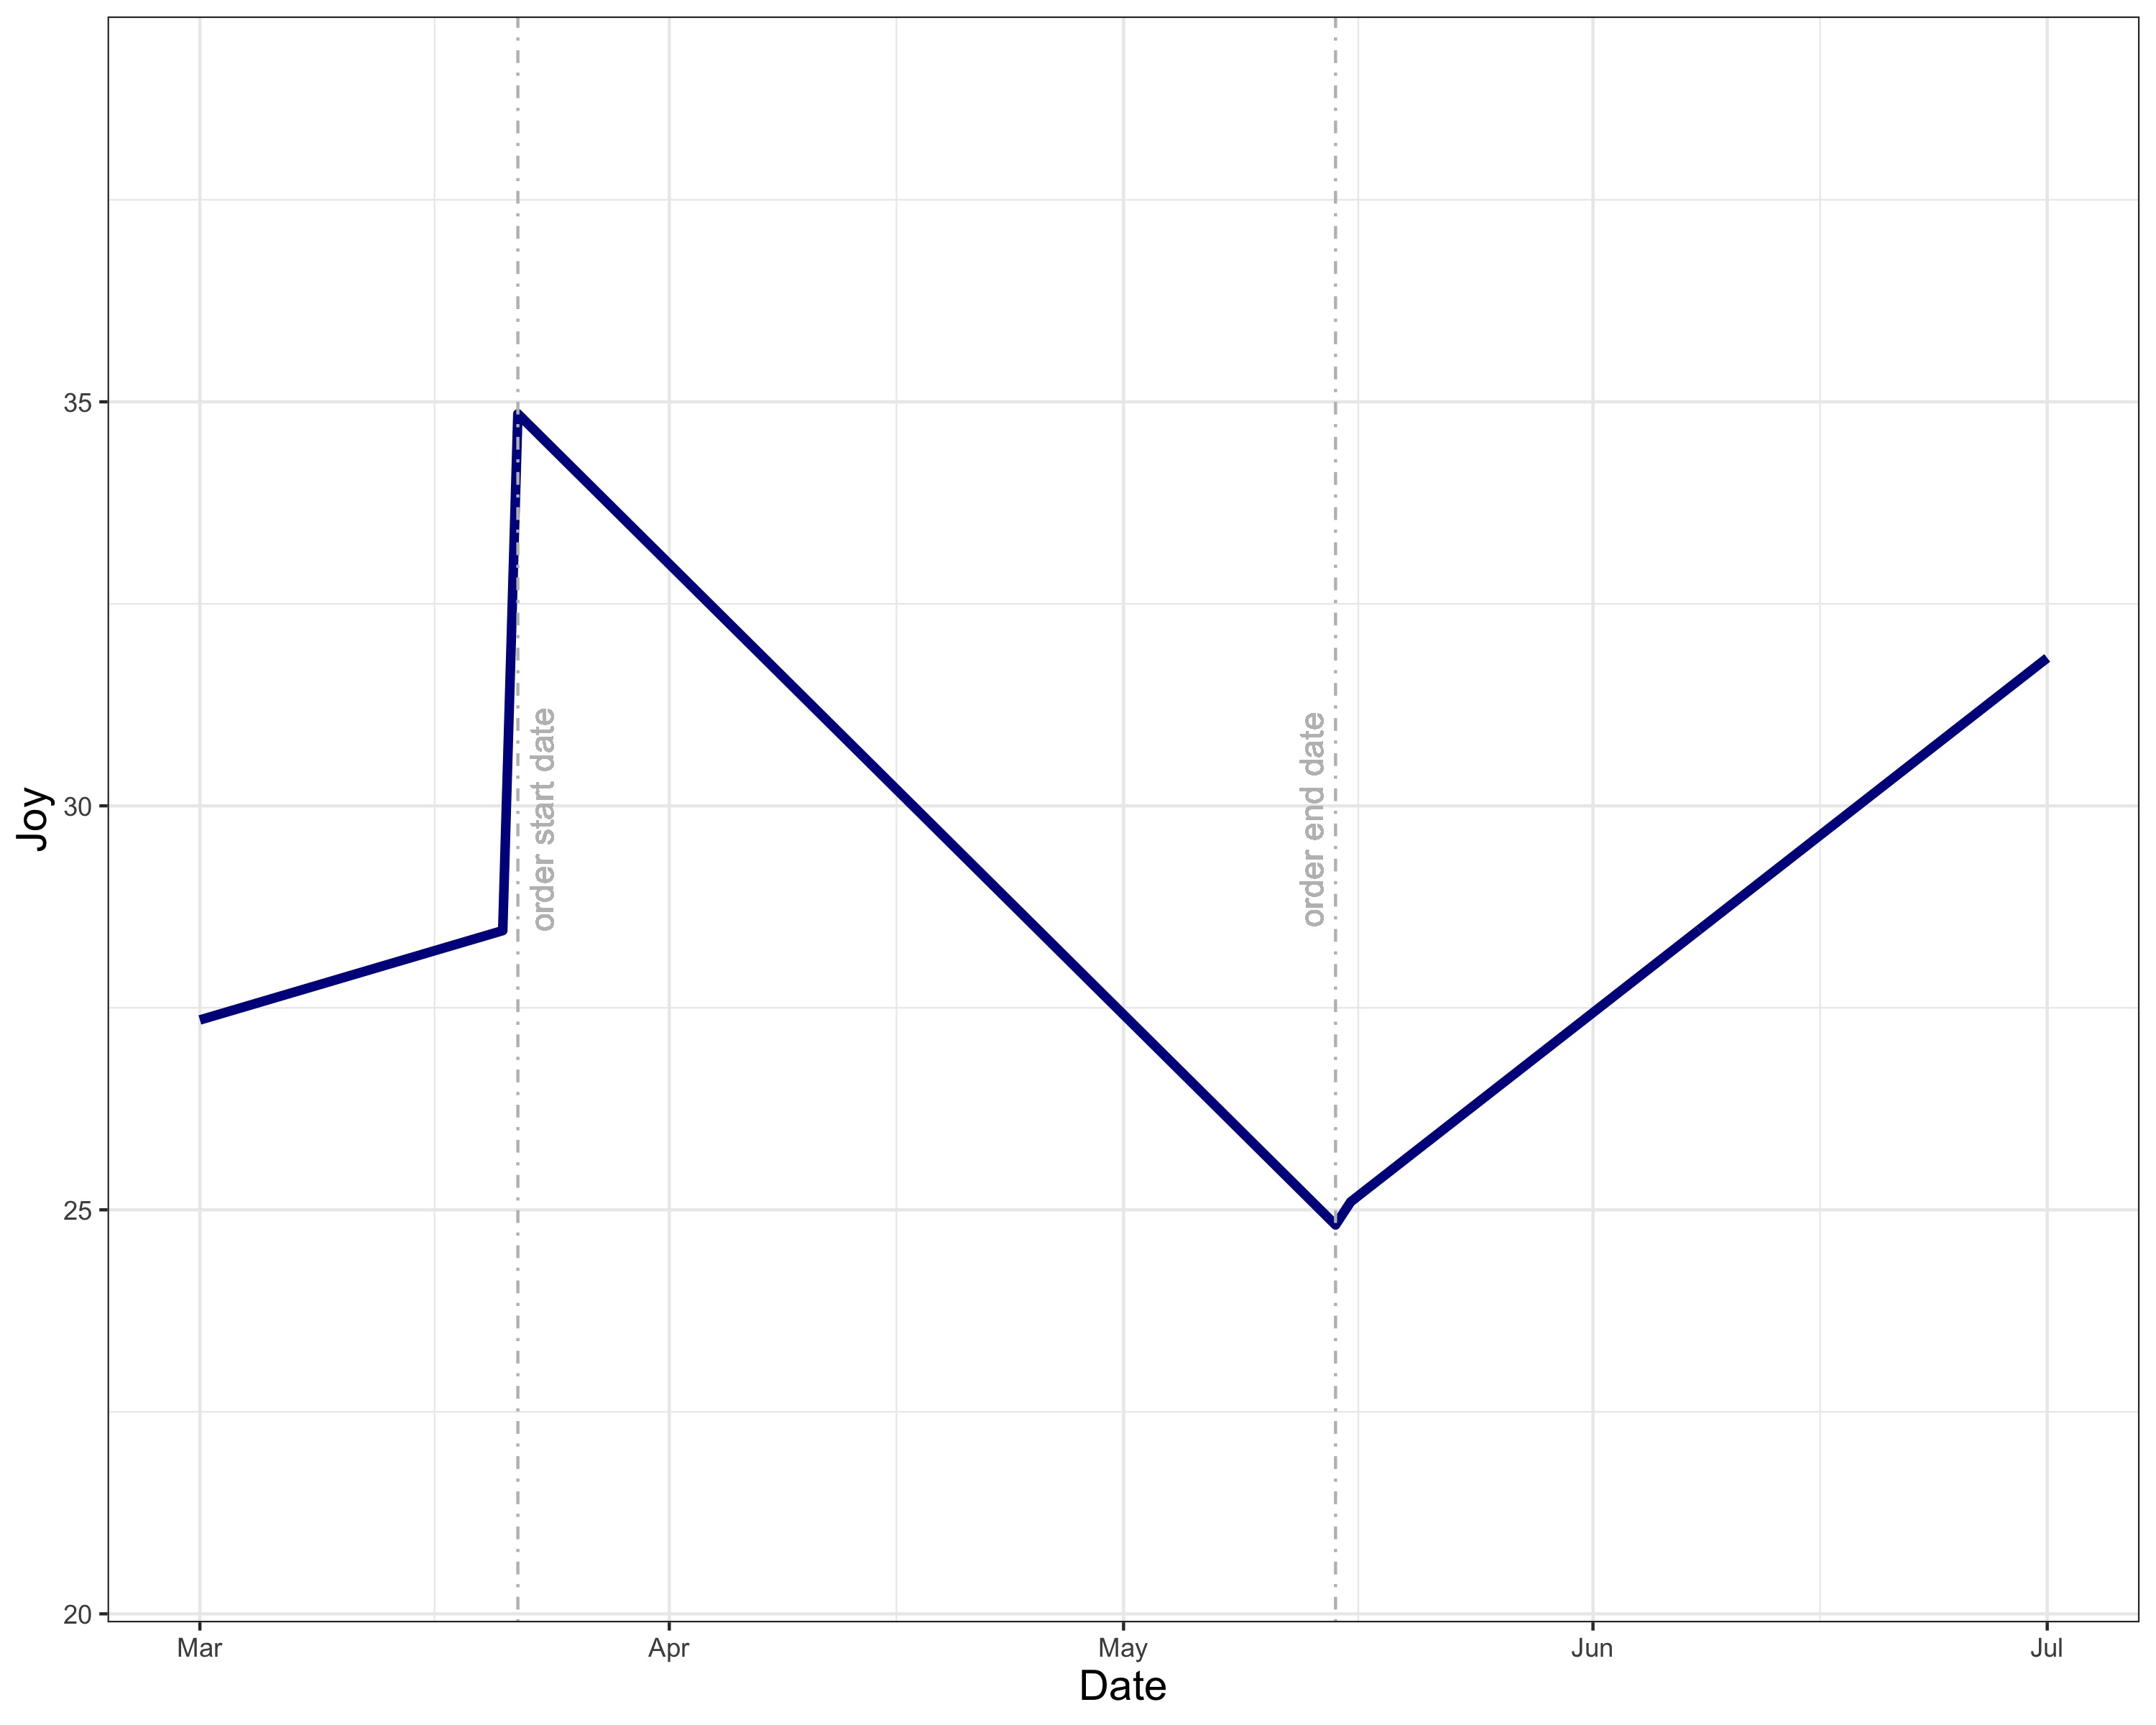 35
30
25
20
Joy
order start date
order end date
Mar
Apr
May
Jun
Jul
Date